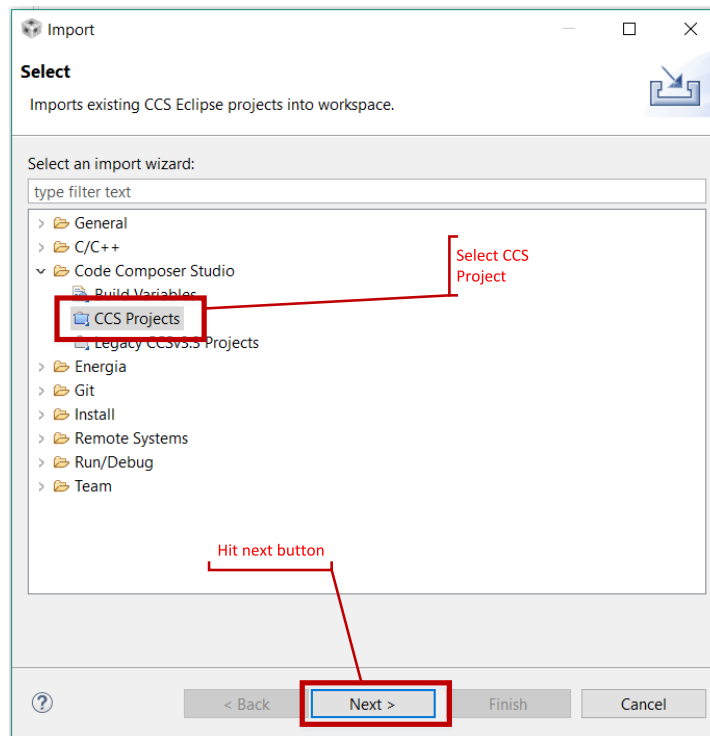 Import
Select
Imports existing CCS Eclipse projects into workspace.
Select an import wizard:
type filter text
General
C/C++
Code Composer Studio
Build Variables
CCS Projects
Legacy CCSv3.3 Projects
Energia
Git
Install
Remote Systems
Run/Debug
Team
Select CCS
Project
Hit next button
?
< Back
Next >
Finish
Cancel